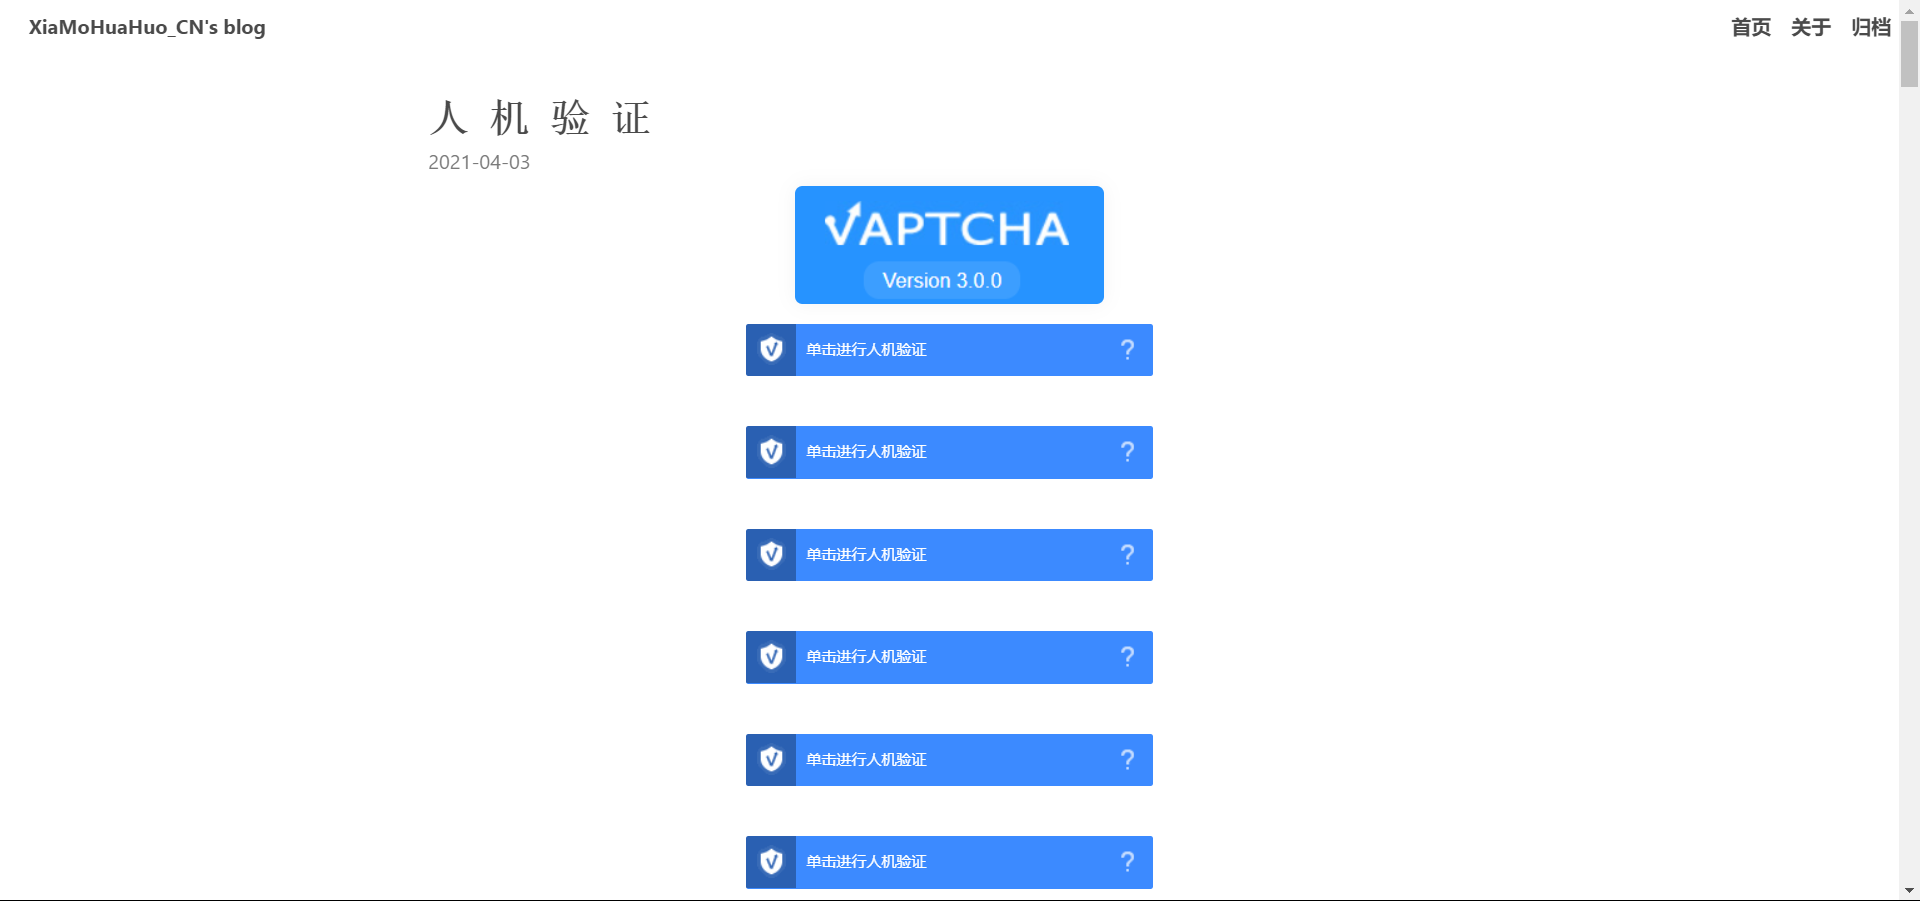 XiaMoHuaHuo_CN's blog
首页 关于 归档
人机验证
2021-04-03
VAPTCHA
Version 3.0.0
单击进行人机验证 ?
单击进行人机验证 ?
单击进行人机验证 ?
单击进行人机验证 ?
单击进行人机验证 ?
单击进行人机验证 ?